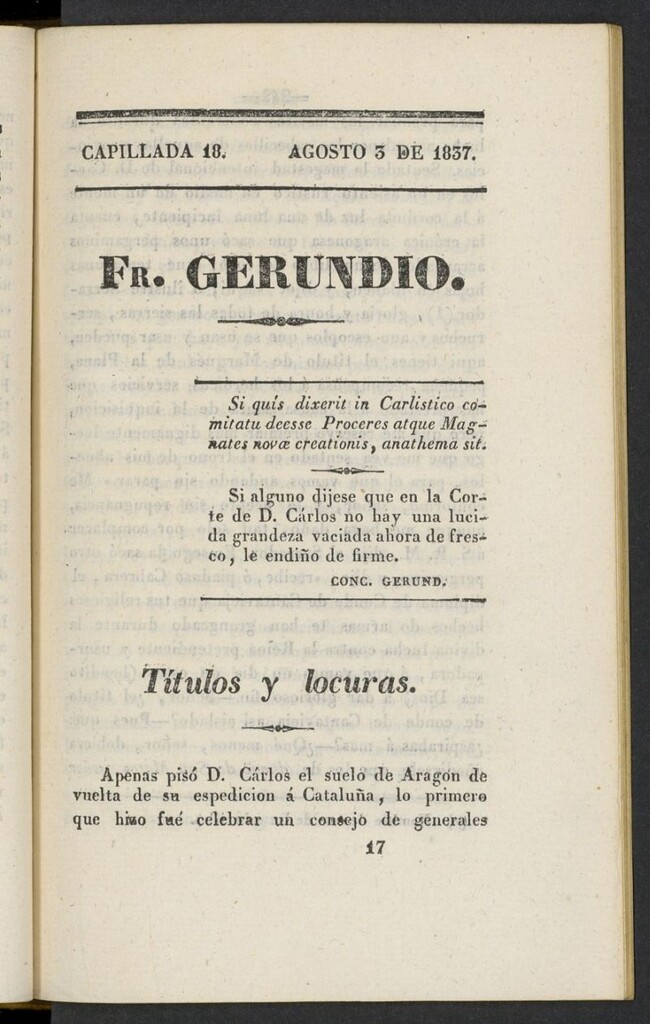 CAPILLADA 18. AGOSTO 3 DE 1837.
FR. GERUNDIO.
Si quis dixerit in Carlistico co-
mitatu deesse Proceres atque Mag-
nates novæ creationis, anathema sit.
Si alguno dijese que en la Cor-
te de D. Cárlos no hay una luci-
da grandeza vaciada ahora de fres-
co, le endiño de firme.
CONC. GERUND.
Títulos y locuras.
Apenas pisó D. Cárlos el suelo de Aragon de
vuelta de su espedicion á Cataluña, lo primero
que hizo fué celebrar un consejo de generales
17